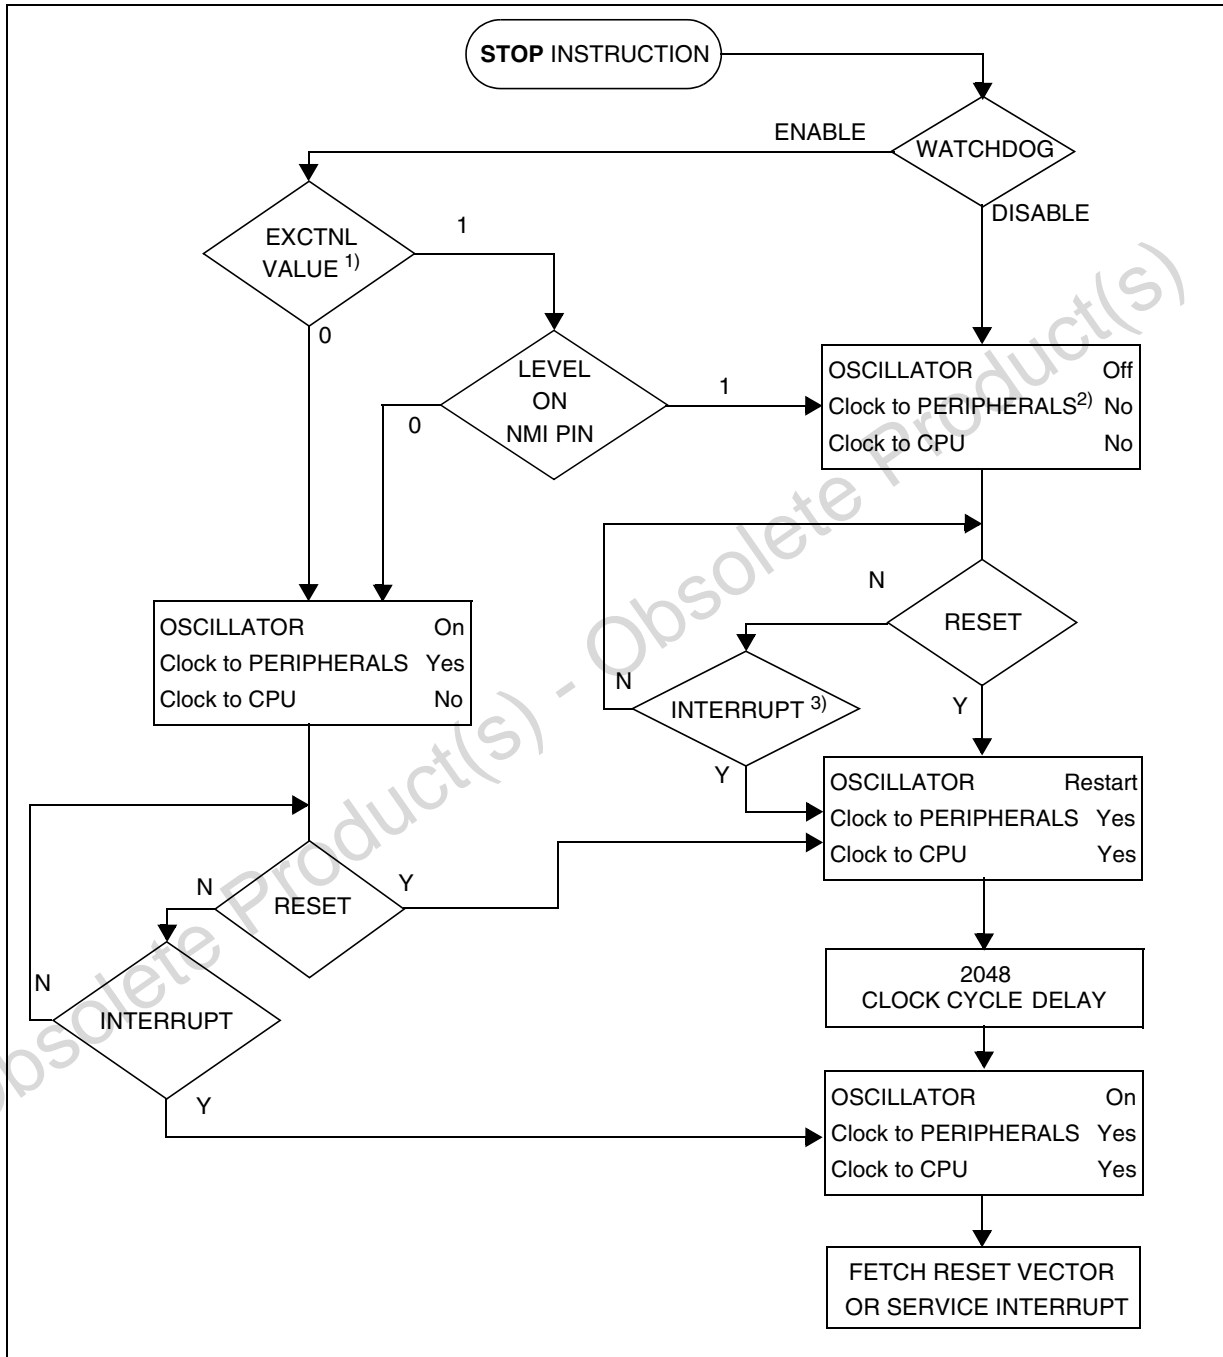 STOP INSTRUCTION
ENABLE
WATCHDOG
DISABLE
EXCTNL
VALUE 1)
1
0
LEVEL
ON
NMI PIN
1
0
OSCILLATOR Off
Clock to PERIPHERALS2) No
Clock to CPU No
N
RESET
Y
OSCILLATOR On
Clock to PERIPHERALS Yes
Clock to CPU No
N
INTERRUPT 3)
Y
OSCILLATOR Restart
Clock to PERIPHERALS Yes
Clock to CPU Yes
N
RESET
Y
N
INTERRUPT
Y
2048
CLOCK CYCLE DELAY
OSCILLATOR On
Clock to PERIPHERALS Yes
Clock to CPU Yes
FETCH RESET VECTOR
OR SERVICE INTERRUPT
Obsolete Product(s) - Obsolete Product(s)